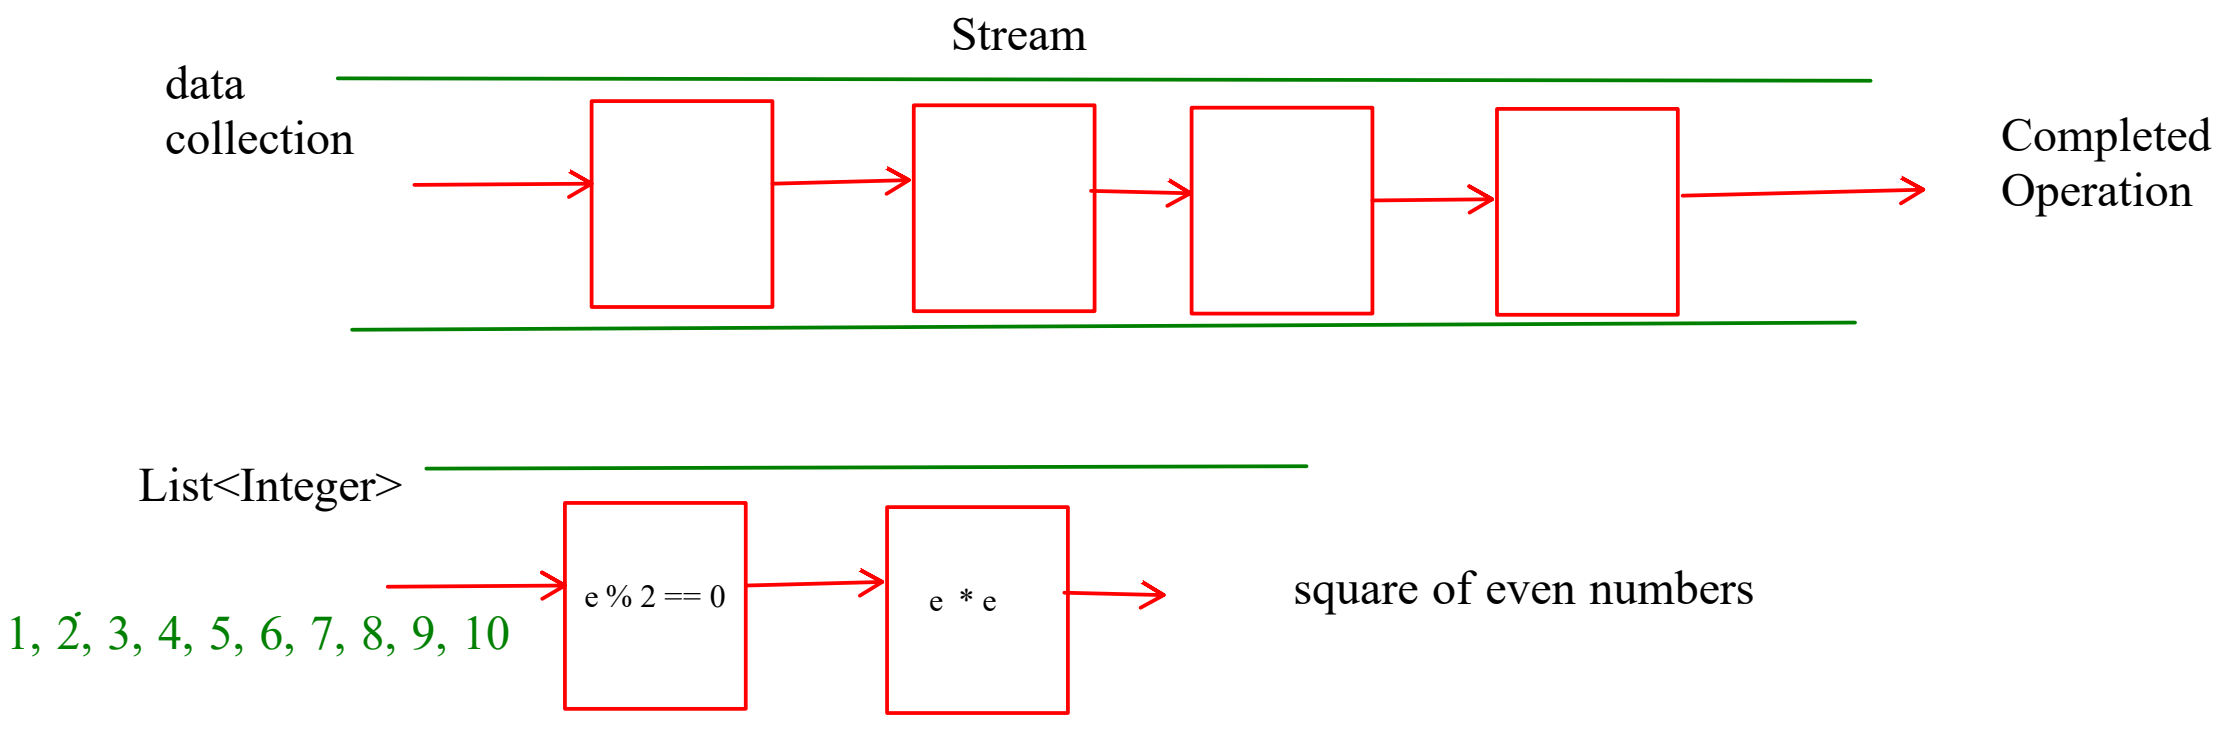 Stream
data
collection
Completed
Operation
List<Integer>
e % 2 == 0
e * e
square of even numbers
1, 2, 3, 4, 5, 6, 7, 8, 9, 10